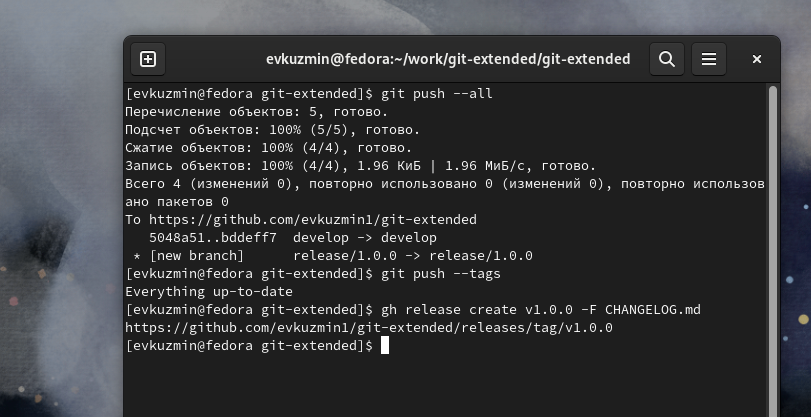 evkuzmin@fedora:~/work/git-extended/git-extended
[evkuzmin@fedora git-extended]$ git push --all
Перечисление объектов: 5, готово.
Подсчет объектов: 100% (5/5), готово.
Сжатие объектов: 100% (4/4), готово.
Запись объектов: 100% (4/4), 1.96 КиБ | 1.96 МиБ/с, готово.
Всего 4 (изменений 0), повторно использовано 0 (изменений 0), повторно использов
ано пакетов 0
To https://github.com/evkuzmin1/git-extended
   5048a51..bddeff7  develop -> develop
 * [new branch]      release/1.0.0 -> release/1.0.0
[evkuzmin@fedora git-extended]$ git push --tags
Everything up-to-date
[evkuzmin@fedora git-extended]$ gh release create v1.0.0 -F CHANGELOG.md
https://github.com/evkuzmin1/git-extended/releases/tag/v1.0.0
[evkuzmin@fedora git-extended]$